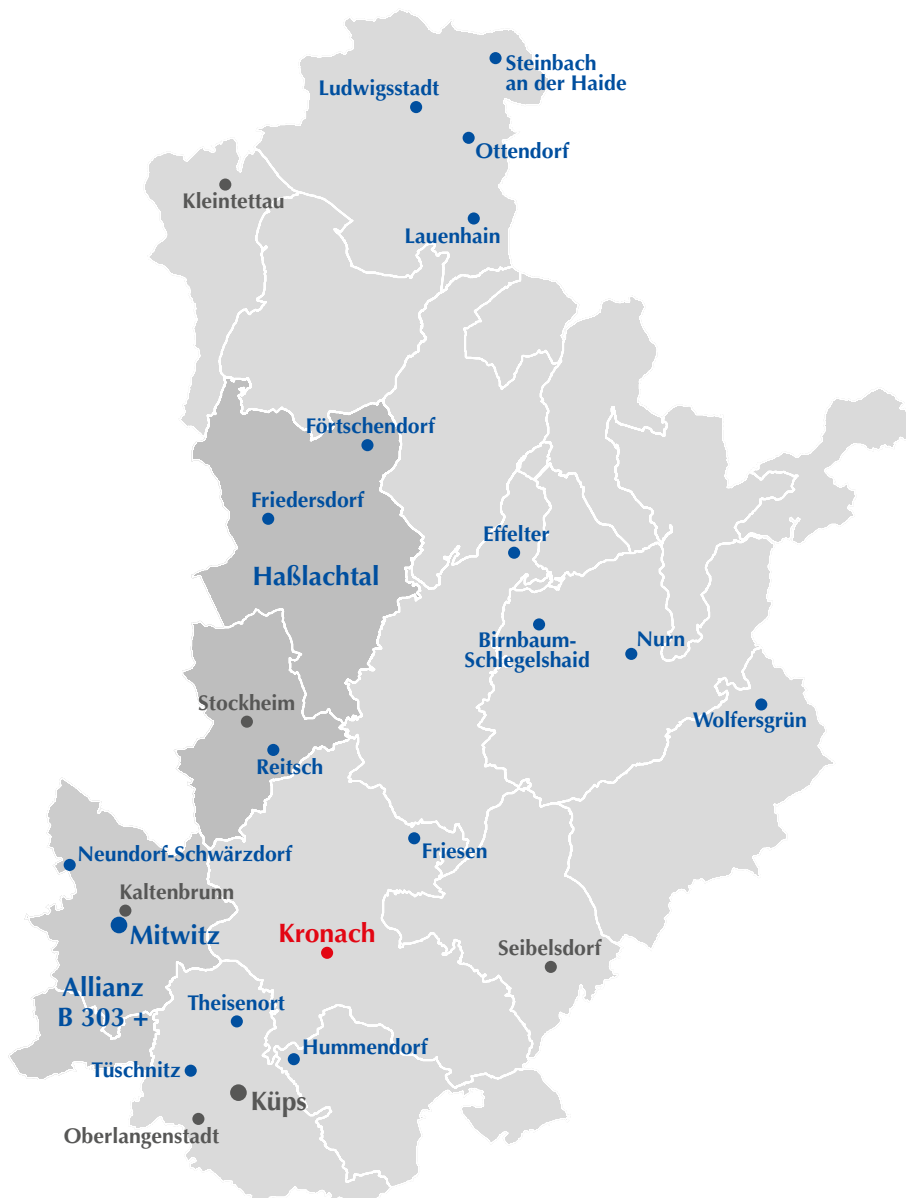 Steinbach
an der Haide
Ludwigsstadt
Ottendorf
Kleintettau
Lauenhain
Förtschendorf
Friedersdorf
Effelter
Haßlachtal
Birnbaum-
Schlegelshaid
Nurn
Stockheim
Wolfersgrün
Reitsch
Neundorf-Schwärzdorf
Friesen
Kaltenbrunn
Mitwitz
Kronach
Seibelsdorf
Allianz
B 303 +
Theisenort
Hummendorf
Tüschnitz
Küps
Oberlangenstadt